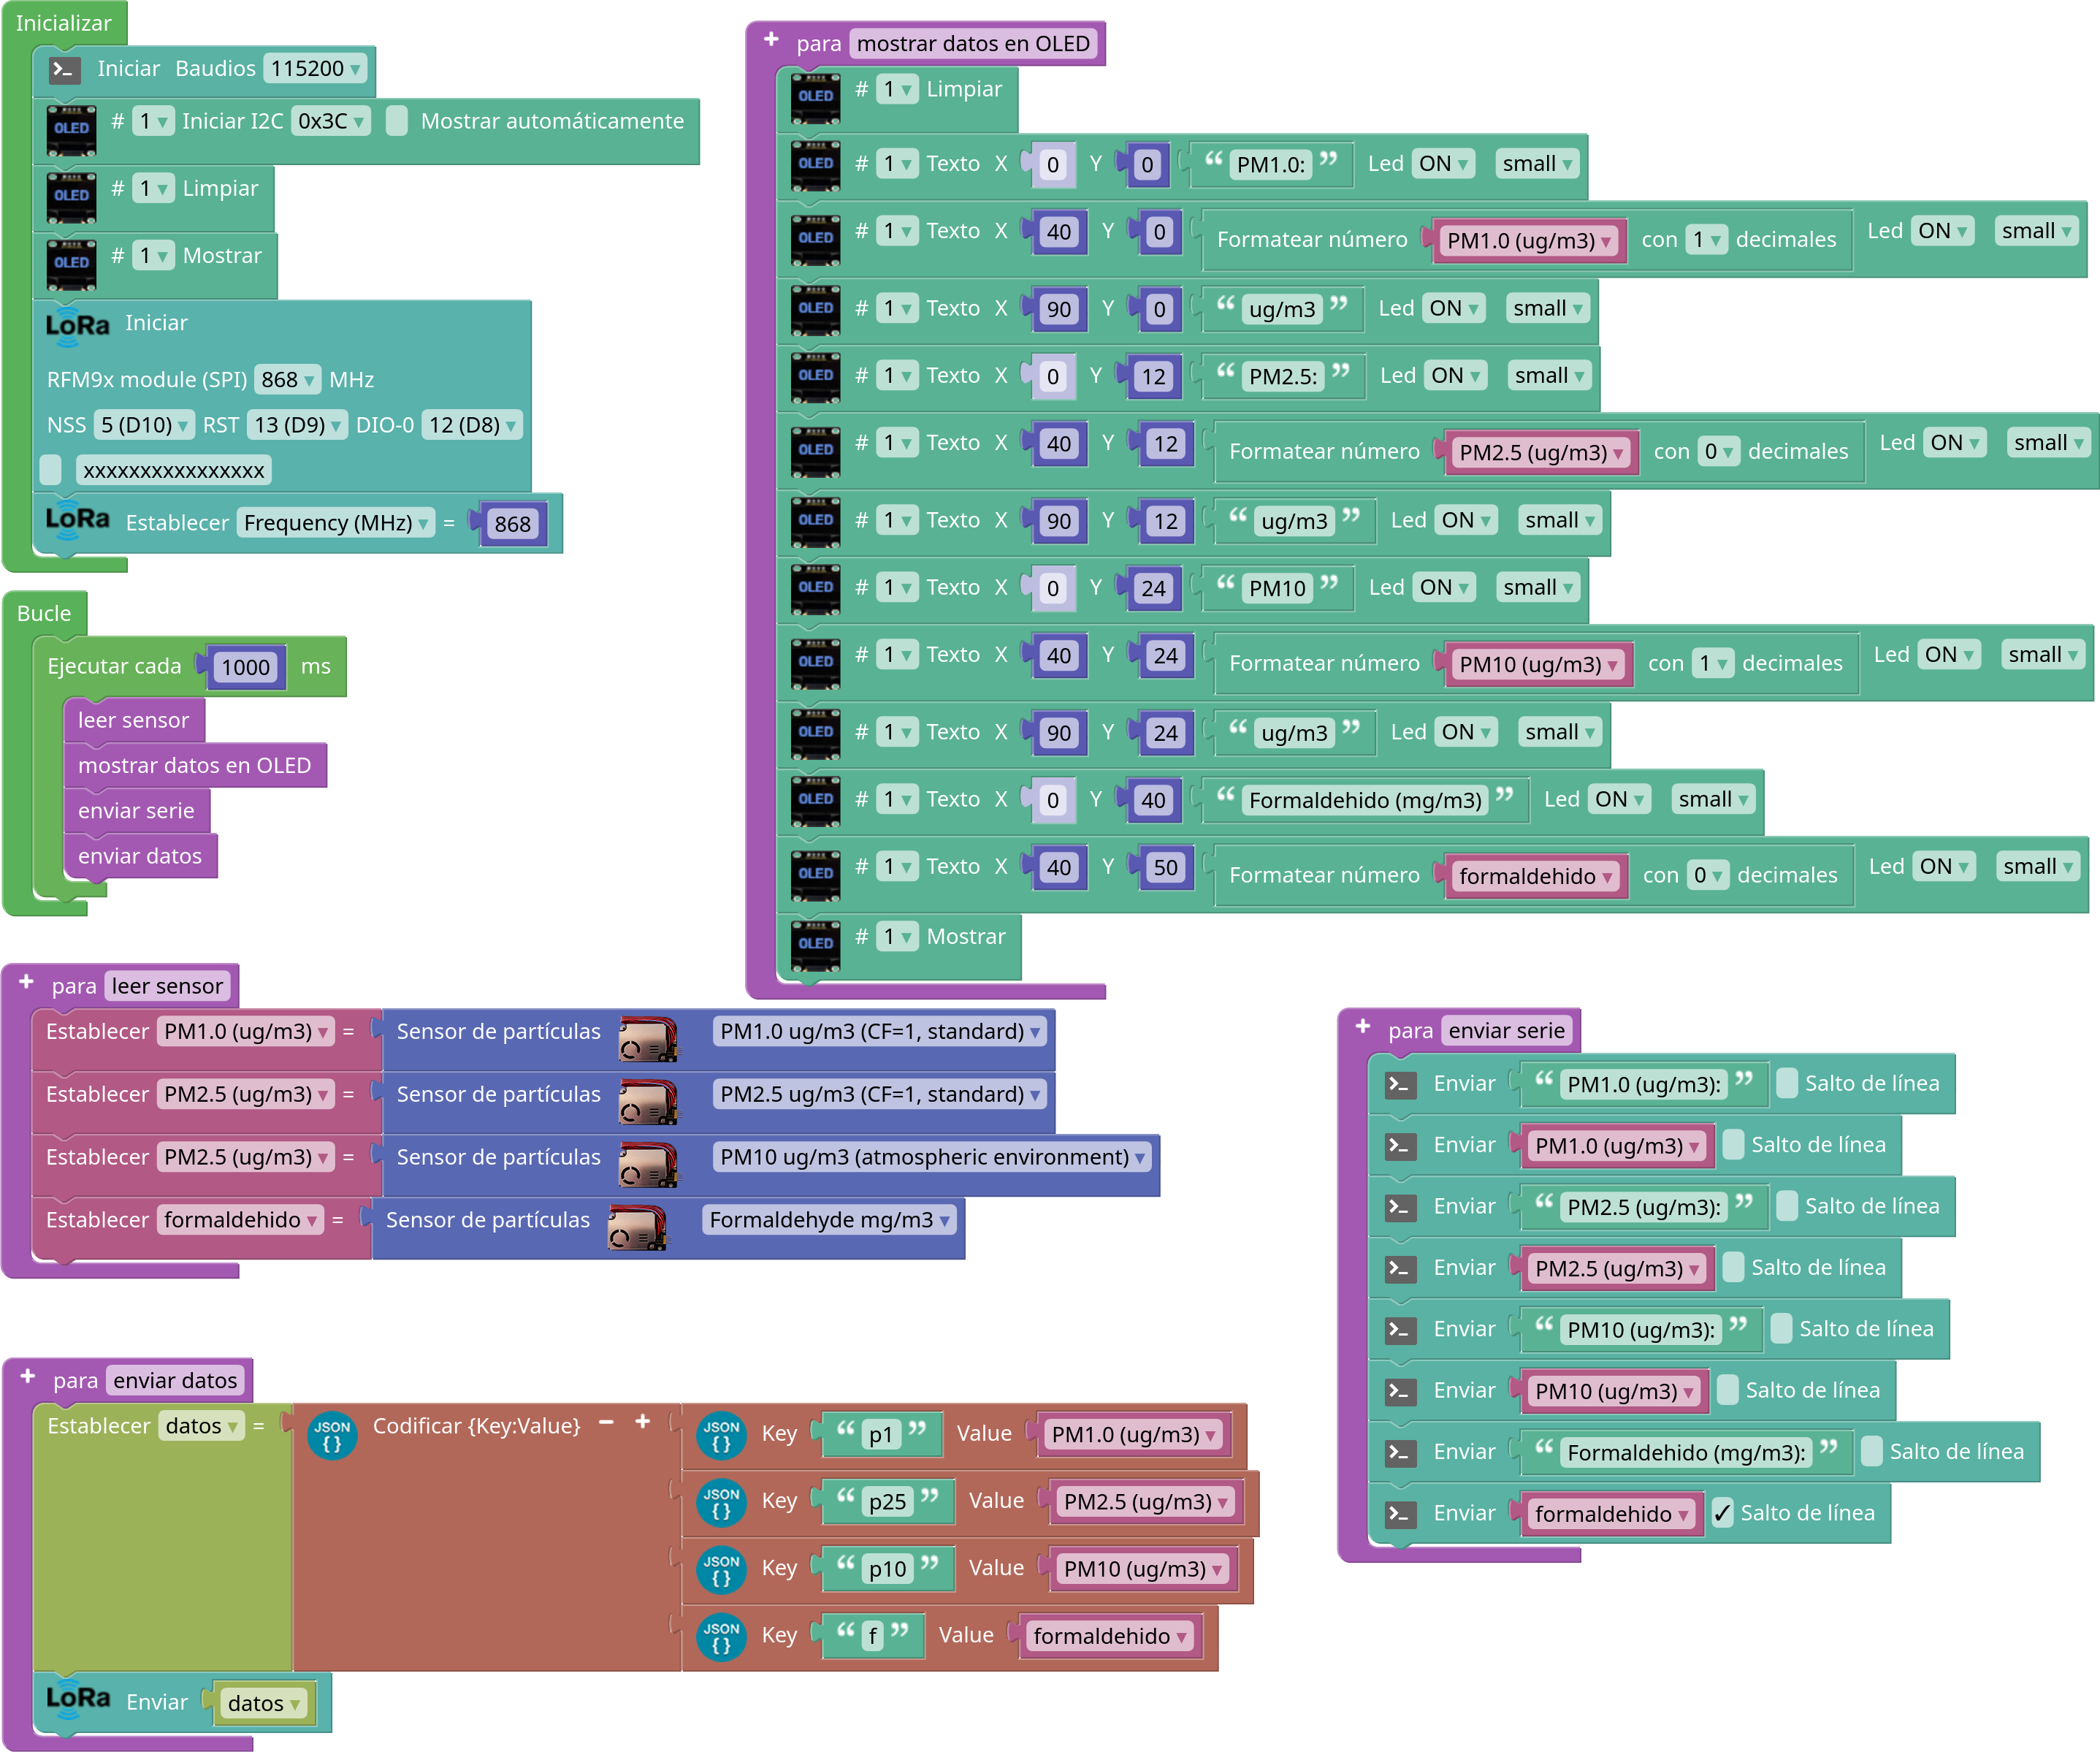 Inicializar
Iniciar Baudios 115200 ▾
OLED # 1 ▾ Iniciar I2C 0x3C ▾ Mostrar automáticamente
OLED # 1 ▾ Limpiar
OLED # 1 ▾ Mostrar
LoRa Iniciar
RFM9x module (SPI) 868 ▾ MHz
NSS 5 (D10) ▾ RST 13 (D9) ▾ DIO-0 12 (D8) ▾
xxxxxxxxxxxxxxxx
LoRa Establecer Frequency (MHz) ▾ = 868
Bucle
Ejecutar cada 1000 ms
leer sensor
mostrar datos en OLED
enviar serie
enviar datos
+ para mostrar datos en OLED
OLED # 1 ▾ Limpiar
OLED # 1 ▾ Texto X 0 Y 0 “ PM1.0: ” Led ON ▾ small ▾
OLED # 1 ▾ Texto X 40 Y 0 Formatear número PM1.0 (ug/m3) ▾ con 1 ▾ decimales Led ON ▾ small ▾
OLED # 1 ▾ Texto X 90 Y 0 “ ug/m3 ” Led ON ▾ small ▾
OLED # 1 ▾ Texto X 0 Y 12 “ PM2.5: ” Led ON ▾ small ▾
OLED # 1 ▾ Texto X 40 Y 12 Formatear número PM2.5 (ug/m3) ▾ con 0 ▾ decimales Led ON ▾ small ▾
OLED # 1 ▾ Texto X 90 Y 12 “ ug/m3 ” Led ON ▾ small ▾
OLED # 1 ▾ Texto X 0 Y 24 “ PM10 ” Led ON ▾ small ▾
OLED # 1 ▾ Texto X 40 Y 24 Formatear número PM10 (ug/m3) ▾ con 1 ▾ decimales Led ON ▾ small ▾
OLED # 1 ▾ Texto X 90 Y 24 “ ug/m3 ” Led ON ▾ small ▾
OLED # 1 ▾ Texto X 0 Y 40 “ Formaldehido (mg/m3) ” Led ON ▾ small ▾
OLED # 1 ▾ Texto X 40 Y 50 Formatear número formaldehido ▾ con 0 ▾ decimales Led ON ▾ small ▾
OLED # 1 ▾ Mostrar
+ para leer sensor
Establecer PM1.0 (ug/m3) ▾ = Sensor de partículas PM1.0 ug/m3 (CF=1, standard) ▾
Establecer PM2.5 (ug/m3) ▾ = Sensor de partículas PM2.5 ug/m3 (CF=1, standard) ▾
Establecer PM2.5 (ug/m3) ▾ = Sensor de partículas PM10 ug/m3 (atmospheric environment) ▾
Establecer formaldehido ▾ = Sensor de partículas Formaldehyde mg/m3 ▾
+ para enviar serie
Enviar “ PM1.0 (ug/m3): ” Salto de línea
Enviar PM1.0 (ug/m3) ▾ Salto de línea
Enviar “ PM2.5 (ug/m3): ” Salto de línea
Enviar PM2.5 (ug/m3) ▾ Salto de línea
Enviar “ PM10 (ug/m3): ” Salto de línea
Enviar PM10 (ug/m3) ▾ Salto de línea
Enviar “ Formaldehido (mg/m3): ” Salto de línea
Enviar formaldehido ▾ ✓ Salto de línea
+ para enviar datos
Establecer datos ▾ = JSON { } Codificar {Key:Value} − + JSON { } Key “ p1 ” Value PM1.0 (ug/m3) ▾
JSON { } Key “ p25 ” Value PM2.5 (ug/m3) ▾
JSON { } Key “ p10 ” Value PM10 (ug/m3) ▾
JSON { } Key “ f ” Value formaldehido ▾
LoRa Enviar datos ▾